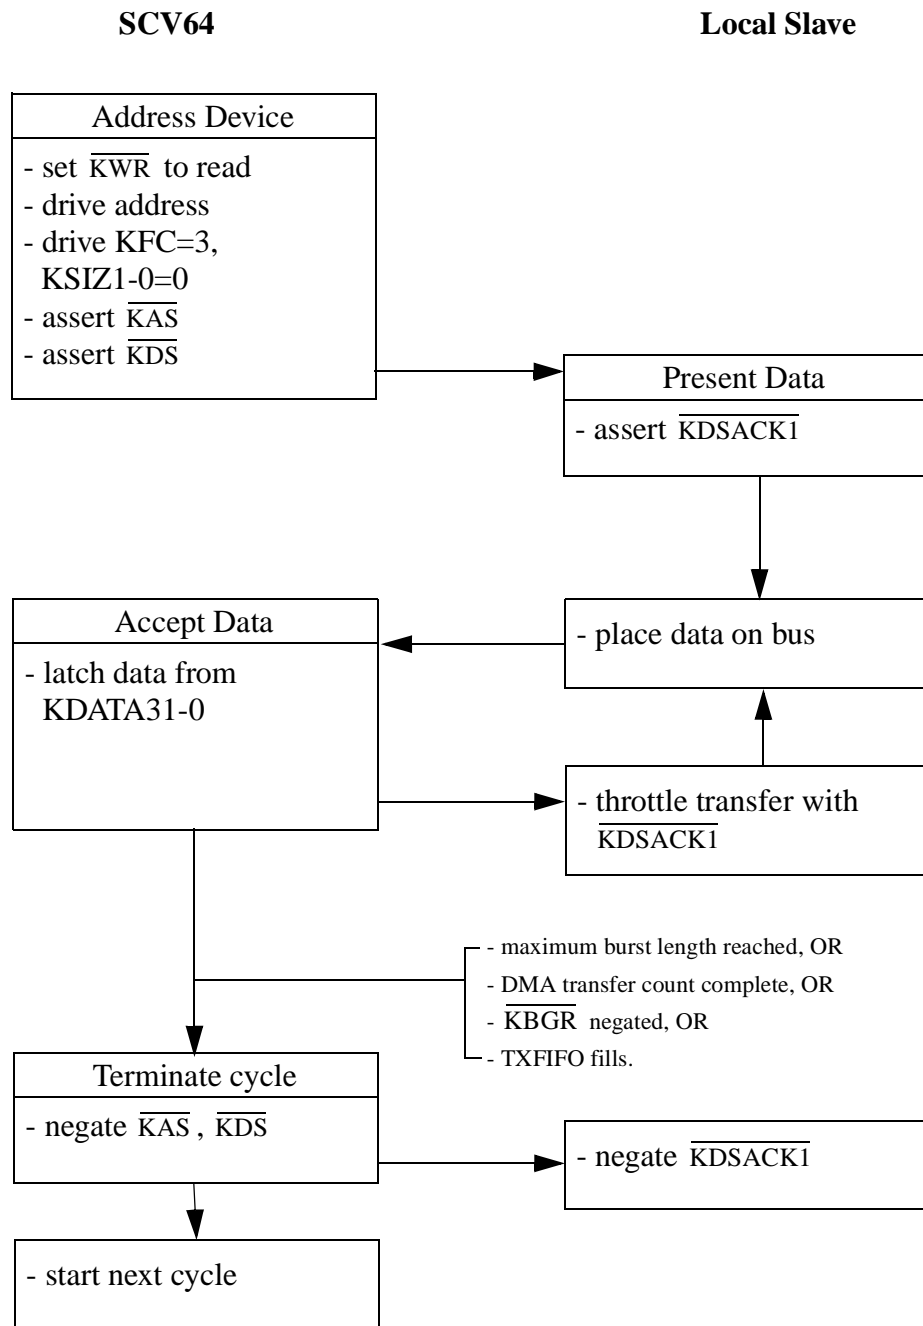 SCV64
Local Slave
Address Device
- set KWR to read
- drive address
- drive KFC=3,
KSIZ1-0=0
- assert KAS
- assert KDS
Present Data
- assert KDSACK1
Accept Data
- latch data from
KDATA31-0
- place data on bus
- throttle transfer with
KDSACK1
- maximum burst length reached, OR
- DMA transfer count complete, OR
- KBGR negated, OR
- TXFIFO fills.
Terminate cycle
- negate KAS , KDS
- negate KDSACK1
- start next cycle